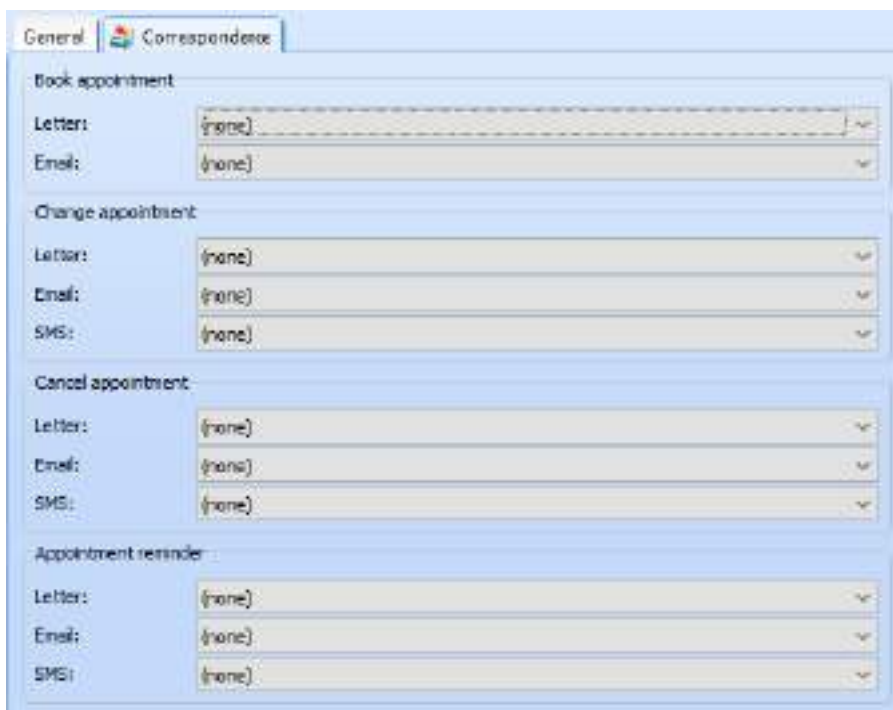 General Correspondence
Book appointment
Letter: (none)
Email: (none)
Change appointment
Letter: (none)
Email: (none)
SMS: (none)
Cancel appointment
Letter: (none)
Email: (none)
SMS: (none)
Appointment reminder
Letter: (none)
Email: (none)
SMS: (none)